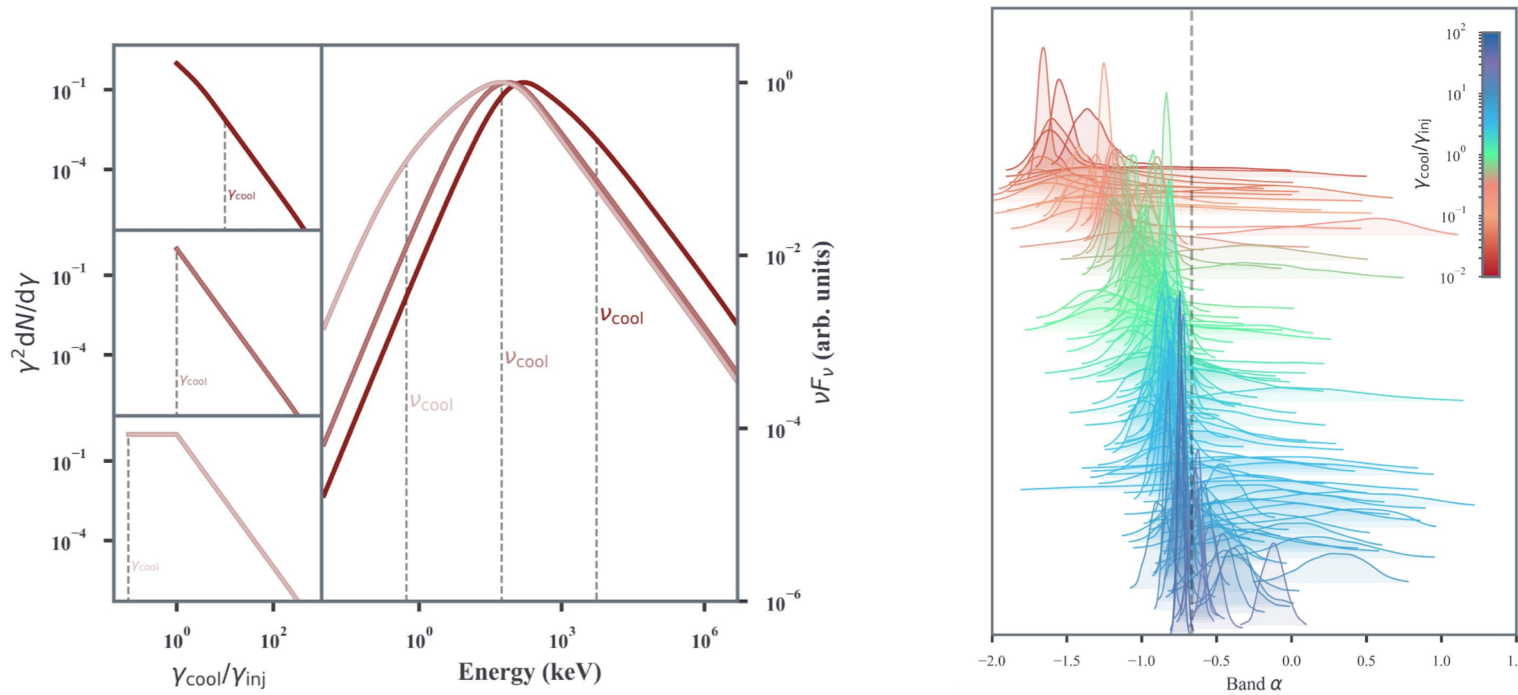 10⁻¹
10⁻⁴
γcool
10⁻¹
10⁻⁴
γcool
10⁻¹
10⁻⁴
γcool
γ²dN/dγ
10⁰
10²
γcool/γinj
νcool
νcool
νcool
10⁰
10³
10⁶
Energy (keV)
10⁰
10⁻²
10⁻⁴
10⁻⁶
νFν (arb. units)
10²
10¹
10⁰
10⁻¹
10⁻²
γcool/γinj
-2.0
−1.5
−1.0
−0.5
0.0
0.5
1.0
1.
Band α